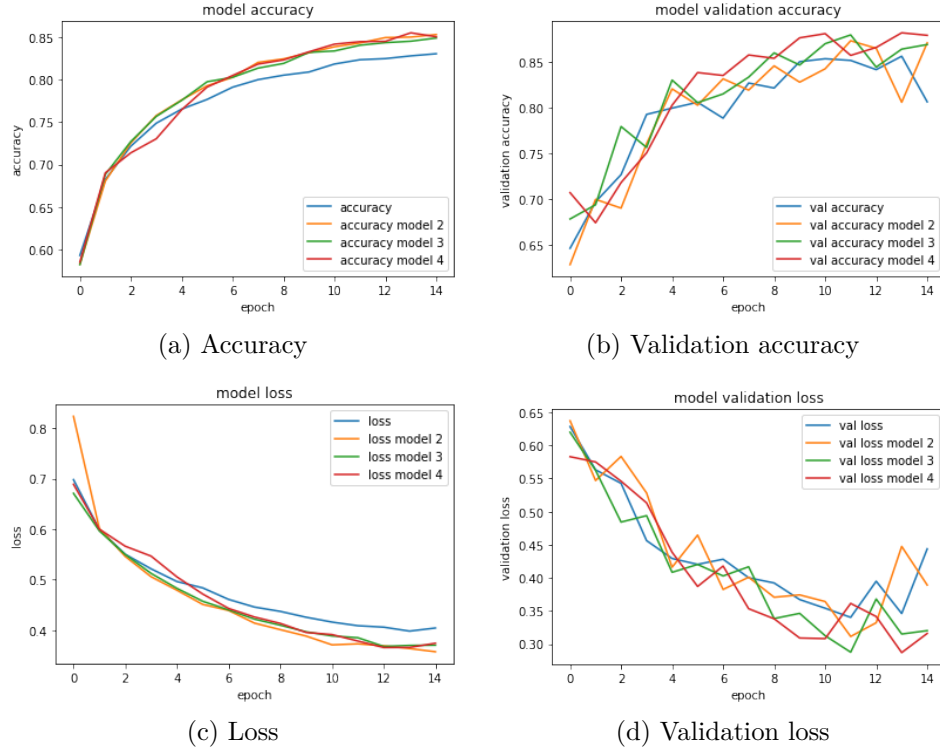 model accuracy
accuracy
0.85
0.80
0.75
0.70
0.65
0.60
accuracy
accuracy model 2
accuracy model 3
accuracy model 4
0 2 4 6 8 10 12 14
epoch
(a) Accuracy
model validation accuracy
validation accuracy
0.85
0.80
0.75
0.70
0.65
val accuracy
val accuracy model 2
val accuracy model 3
val accuracy model 4
0 2 4 6 8 10 12 14
epoch
(b) Validation accuracy
model loss
loss
0.8
0.7
0.6
0.5
0.4
loss
loss model 2
loss model 3
loss model 4
0 2 4 6 8 10 12 14
epoch
(c) Loss
model validation loss
validation loss
0.65
0.60
0.55
0.50
0.45
0.40
0.35
0.30
val loss
val loss model 2
val loss model 3
val loss model 4
0 2 4 6 8 10 12 14
epoch
(d) Validation loss